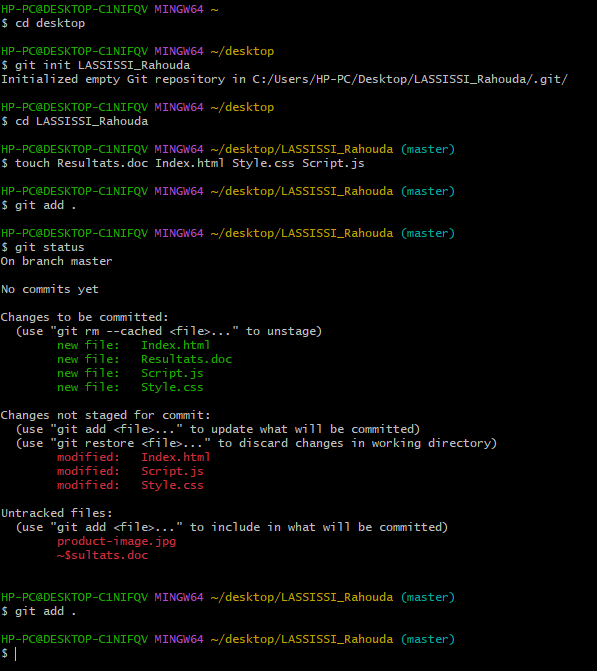 HP-PC@DESKTOP-C1NIFQV MINGW64 ~
$ cd desktop
HP-PC@DESKTOP-C1NIFQV MINGW64 ~/desktop
$ git init LASSISSI_Rahouda
Initialized empty Git repository in C:/Users/HP-PC/Desktop/LASSISSI_Rahouda/.git/
HP-PC@DESKTOP-C1NIFQV MINGW64 ~/desktop
$ cd LASSISSI_Rahouda
HP-PC@DESKTOP-C1NIFQV MINGW64 ~/desktop/LASSISSI_Rahouda (master)
$ touch Resultats.doc Index.html Style.css Script.js
HP-PC@DESKTOP-C1NIFQV MINGW64 ~/desktop/LASSISSI_Rahouda (master)
$ git add .
HP-PC@DESKTOP-C1NIFQV MINGW64 ~/desktop/LASSISSI_Rahouda (master)
$ git status
On branch master
No commits yet
Changes to be committed:
(use "git rm --cached <file>..." to unstage)
new file: Index.html
new file: Resultats.doc
new file: Script.js
new file: Style.css
Changes not staged for commit:
(use "git add <file>..." to update what will be committed)
(use "git restore <file>..." to discard changes in working directory)
modified: Index.html
modified: Script.js
modified: Style.css
Untracked files:
(use "git add <file>..." to include in what will be committed)
product-image.jpg
~$sultats.doc
HP-PC@DESKTOP-C1NIFQV MINGW64 ~/desktop/LASSISSI_Rahouda (master)
$ git add .
HP-PC@DESKTOP-C1NIFQV MINGW64 ~/desktop/LASSISSI_Rahouda (master)
$